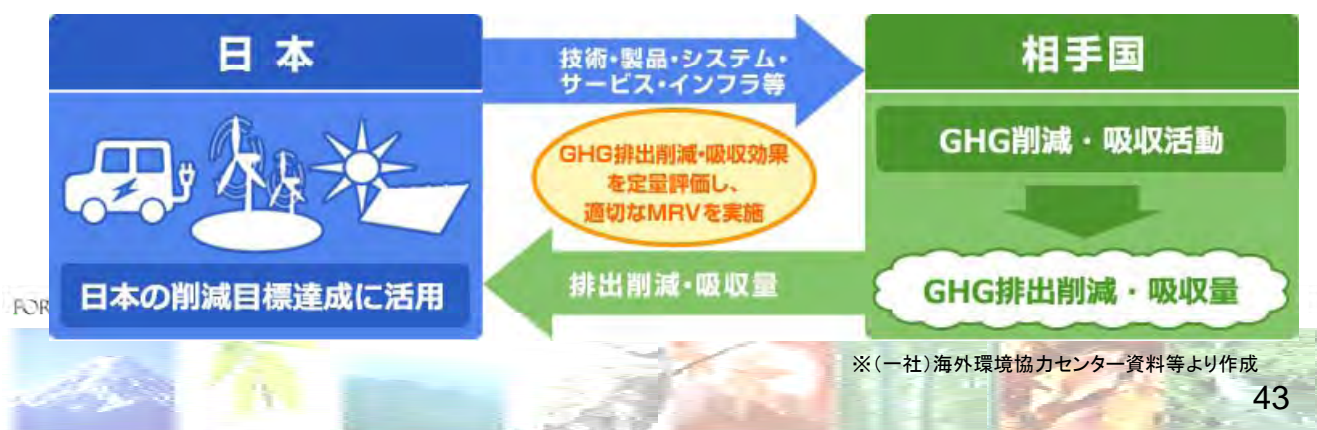 日本
技術・製品・システム・
サービス・インフラ等
相手国
GHG排出削減・吸収効果
を定量評価し、
適切なMRVを実施
GHG削減・吸収活動
日本の削減目標達成に活用
排出削減・吸収量
GHG排出削減・吸収量
FOR
※(一社)海外環境協力センター資料等より作成
43